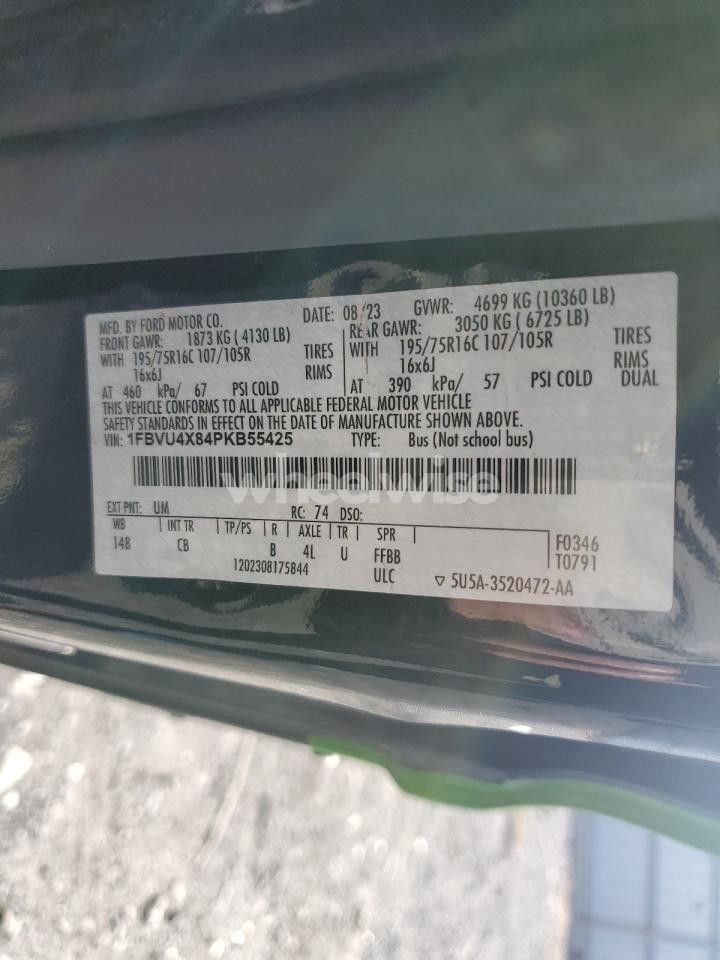 MFD. BY FORD MOTOR CO. DATE: 08/23 GVWR: 4699 KG (10360 LB)
FRONT GAWR: 1873 KG (4130 LB) REAR GAWR: 3050 KG (6725 LB)
WITH 195/75R16C 107/105R TIRES WITH 195/75R16C 107/105R TIRES
16x6J RIMS 16x6J RIMS
AT 460 kPa/ 67 PSI COLD AT 390 kPa/ 57 PSI COLD DUAL
THIS VEHICLE CONFORMS TO ALL APPLICABLE FEDERAL MOTOR VEHICLE
SAFETY STANDARDS IN EFFECT ON THE DATE OF MANUFACTURE SHOWN ABOVE.
VIN: 1FBVU4X84PKB55425 TYPE: Bus (Not school bus)
wheelwise
EXT PNT: UM RC: 74 DSO:
WB INT TR TP/PS R AXLE TR SPR
14B CB B 4L U FFBB F0346
1202308175844 ULC T0791
▽ 5U5A-3520472-AA